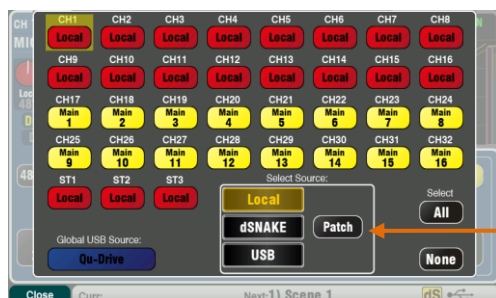 CH1 CH2 CH3 CH4 CH5 CH6 CH7 CH8
Local Local Local Local Local Local Local Local
CH9 CH10 CH11 CH12 CH13 CH14 CH15 CH16
Local Local Local Local Local Local Local Local
CH17 CH18 CH19 CH20 CH21 CH22 CH23 CH24
Main Main Main Main Main Main Main Main
1 2 3 4 5 6 7 8
CH25 CH26 CH27 CH28 CH29 CH30 CH31 CH32
Main Main Main Main Main Main Main Main
9 10 11 12 13 14 15 16
ST1 ST2 ST3 Select Source:
Local Local Local Local Select
All
dSNAKE Patch
Global USB Source:
Qu-Drive USB None
Close Curr: Next:1) Scene 1 dS